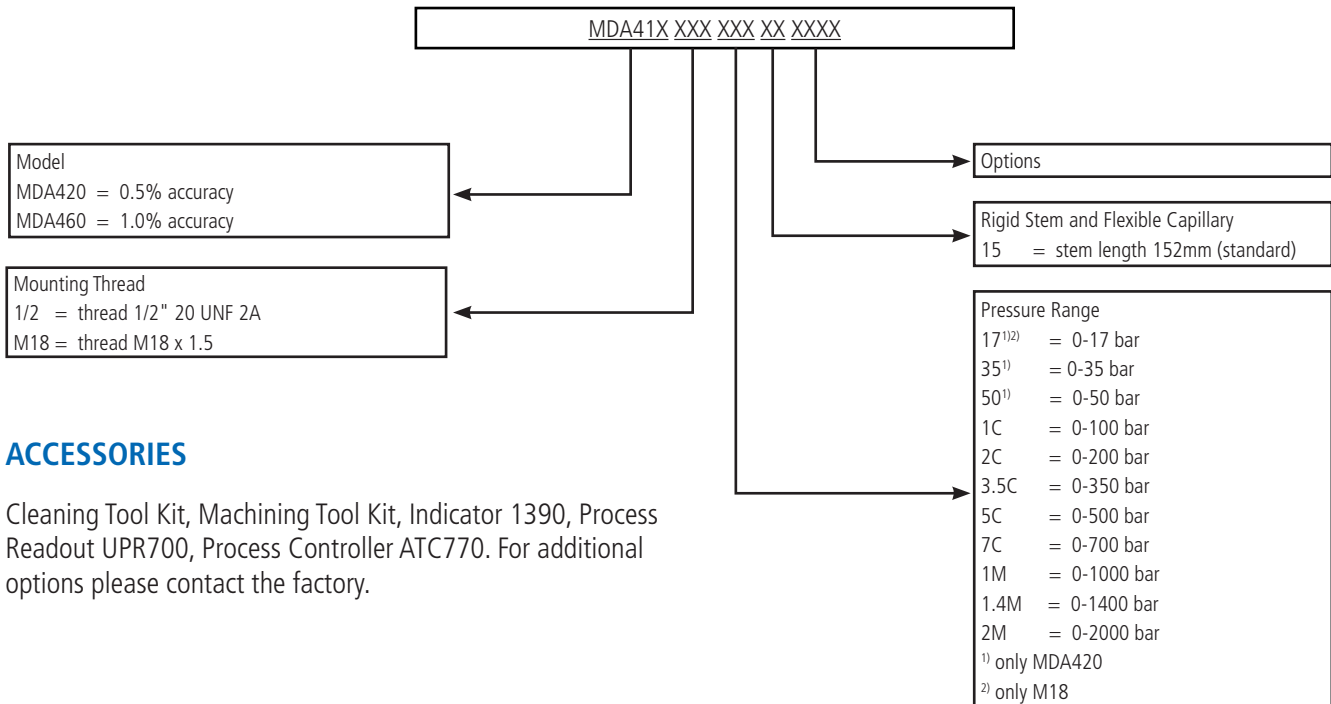 MDA41X XXX XXX XX XXXX
Model
MDA420 = 0.5% accuracy
MDA460 = 1.0% accuracy
Mounting Thread
1/2 = thread 1/2" 20 UNF 2A
M18 = thread M18 x 1.5
ACCESSORIES
Cleaning Tool Kit, Machining Tool Kit, Indicator 1390, Process
Readout UPR700, Process Controller ATC770. For additional
options please contact the factory.
Options
Rigid Stem and Flexible Capillary
15 = stem length 152mm (standard)
Pressure Range
17¹⁾²⁾ = 0-17 bar
35¹⁾ = 0-35 bar
50¹⁾ = 0-50 bar
1C = 0-100 bar
2C = 0-200 bar
3.5C = 0-350 bar
5C = 0-500 bar
7C = 0-700 bar
1M = 0-1000 bar
1.4M = 0-1400 bar
2M = 0-2000 bar
¹⁾ only MDA420
²⁾ only M18